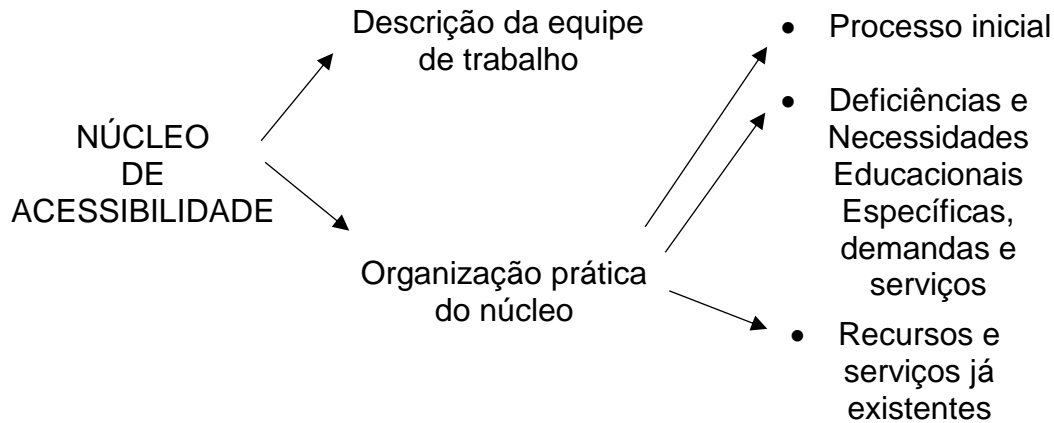 NÚCLEO
DE
ACESSIBILIDADE
Descrição da equipe
de trabalho
Organização prática
do núcleo
• Processo inicial
• Deficiências e
Necessidades
Educacionais
Específicas,
demandas e
serviços
• Recursos e
serviços já
existentes